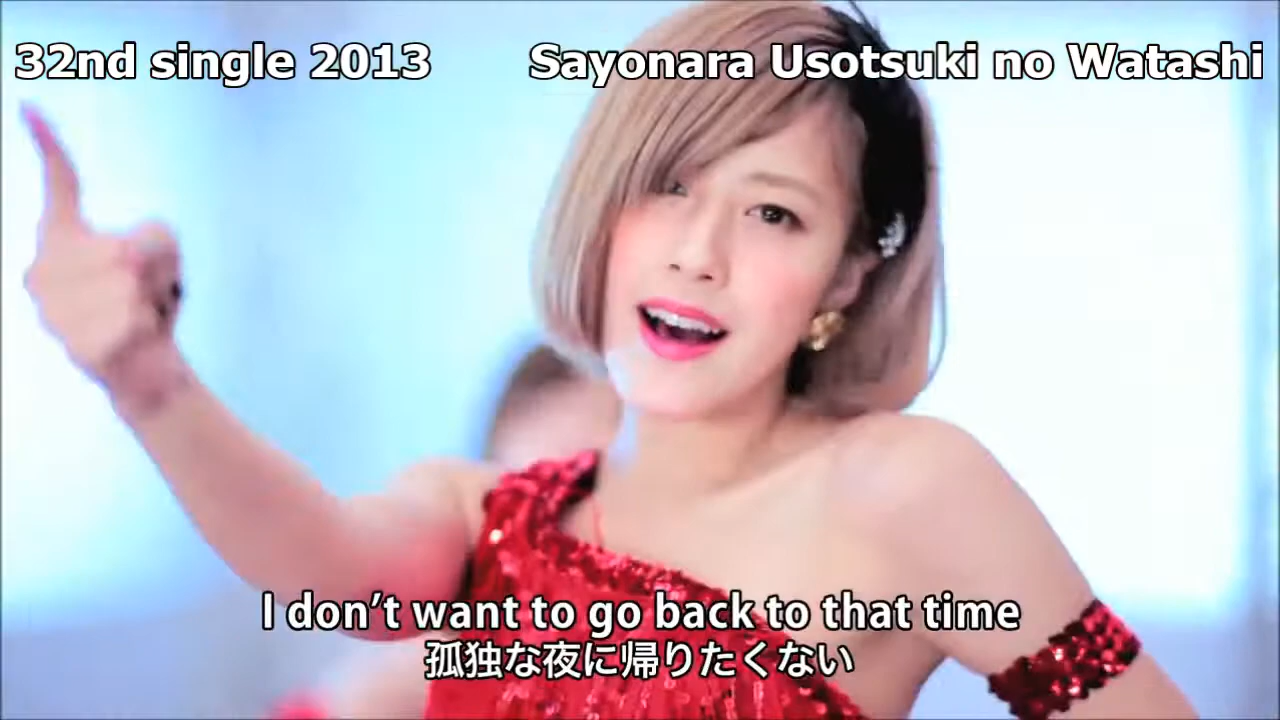 32nd single 2013
Sayonara Usotsuki no Watashi
I don't want to go back to that time
孤独な夜に帰りたくない